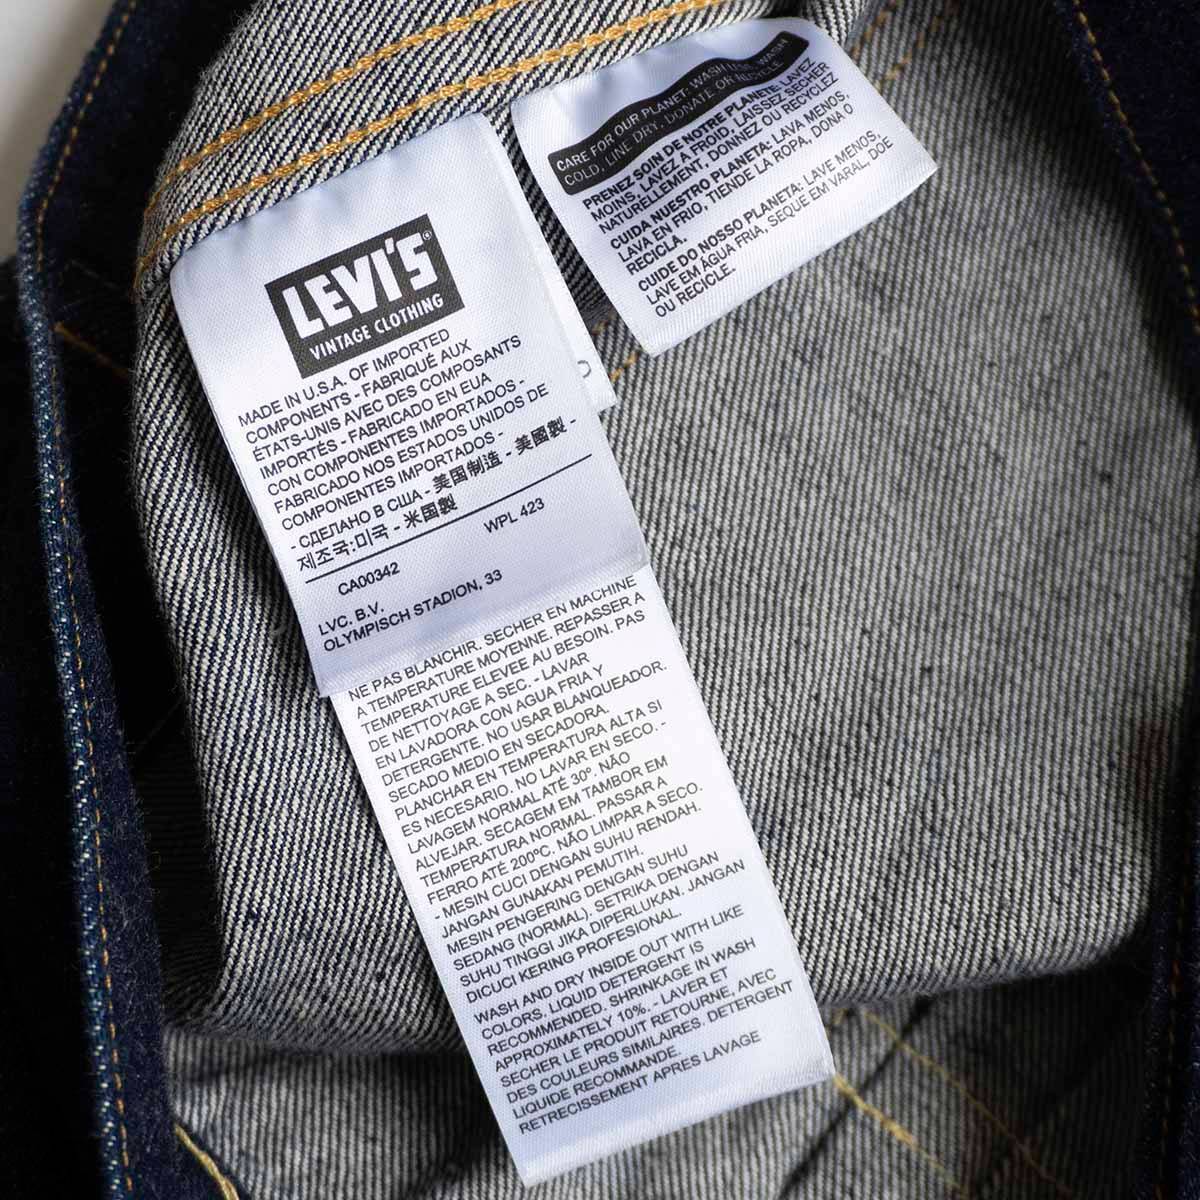 LEVI'S®
VINTAGE CLOTHING
MADE IN U.S.A. OF IMPORTED
COMPONENTS - FABRIQUÉ AUX
ÉTATS-UNIS AVEC DES COMPOSANTS
IMPORTÉS - FABRICADO EN EUA
CON COMPONENTES IMPORTADOS -
FABRICADO NOS ESTADOS UNIDOS DE
COMPONENTES IMPORTADOS -
- СДЕЛАНО В США - 美国制造 - 美國製 -
제조국:미국 - 米国製
CA00342 WPL 423
LVC. B.V.
OLYMPISCH STADION, 33
NE PAS BLANCHIR. SECHER EN MACHINE
A TEMPERATURE MOYENNE. REPASSER A
TEMPERATURE ELEVEE AU BESOIN. PAS
DE NETTOYAGE A SEC. - LAVAR
EN LAVADORA CON AGUA FRIA Y
DETERGENTE. NO USAR BLANQUEADOR.
SECADO MEDIO EN SECADORA.
PLANCHAR EN TEMPERATURA ALTA SI
ES NECESARIO. NO LAVAR EN SECO. -
LAVAGEM NORMAL ATÉ 30º. NÃO
ALVEJAR. SECAGEM EM TAMBOR EM
TEMPERATURA NORMAL. PASSAR A
FERRO ATÉ 200ºC. NÃO LIMPAR A SECO.
- MESIN CUCI DENGAN SUHU RENDAH.
JANGAN GUNAKAN PEMUTIH.
MESIN PENGERING DENGAN SUHU
SEDANG (NORMAL). SETRIKA DENGAN
SUHU TINGGI JIKA DIPERLUKAN. JANGAN
DICUCI KERING PROFESIONAL.
WASH AND DRY INSIDE OUT WITH LIKE
COLORS, LIQUID DETERGENT IS
RECOMMENDED. SHRINKAGE IN WASH
APPROXIMATELY 10%. - LAVER ET
SECHER LE PRODUIT RETOURNE, AVEC
DES COULEURS SIMILAIRES. DETERGENT
LIQUIDE RECOMMANDE.
RETRECISSEMENT APRES LAVAGE
CARE FOR OUR PLANET: WASH LESS, WASH
COLD, LINE DRY, DONATE OR RECYCLE
PRENEZ SOIN DE NOTRE PLANETE: LAVEZ
MOINS, LAVEZ A FROID, LAISSEZ SECHER
NATURELLEMENT, DONNEZ OU RECYCLEZ
CUIDA NUESTRO PLANETA: LAVA MENOS,
LAVA EN FRIO, TIENDE LA ROPA, DONA O
RECICLA.
CUIDE DO NOSSO PLANETA: LAVE MENOS,
LAVE EM ÁGUA FRIA, SEQUE EM VARAL, DOE
OU RECICLE.